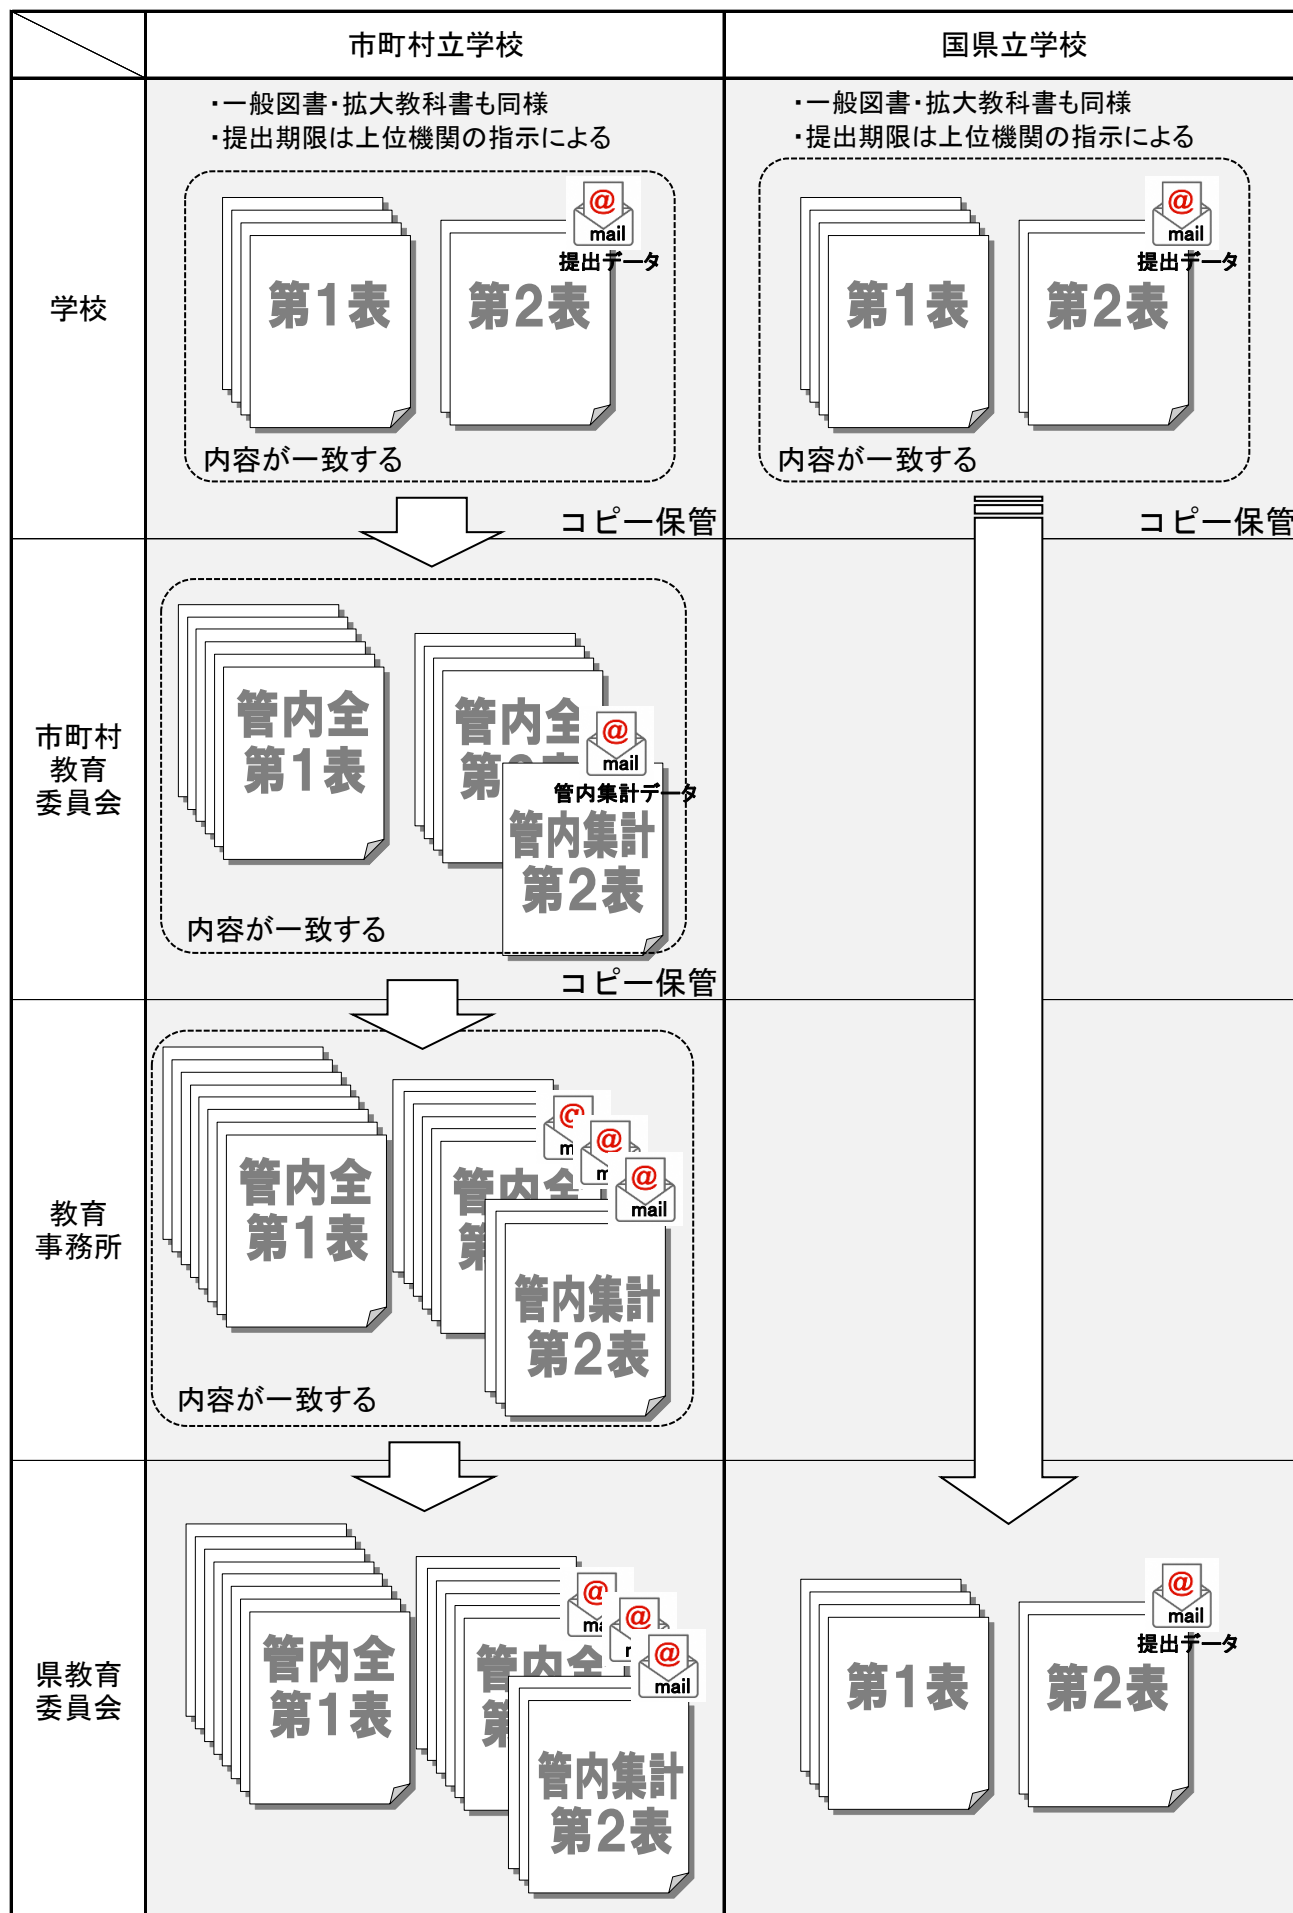 市町村立学校
国県立学校
学校
・一般図書・拡大教科書も同様
・提出期限は上位機関の指示による
@
mail
提出データ
第1表
第2表
内容が一致する
コピー保管
・一般図書・拡大教科書も同様
・提出期限は上位機関の指示による
@
mail
提出データ
第1表
第2表
内容が一致する
コピー保管
市町村
教育
委員会
管内全
第1表
管内全
@
mail
管内集計データ
管内集計
第2表
内容が一致する
コピー保管
教育
事務所
管内全
第1表
管内全
@
@
@
mail
管内集計
第2表
内容が一致する
県教育
委員会
管内全
第1表
管内全
@
@
@
mail
管内集計
第2表
@
mail
提出データ
第1表
第2表